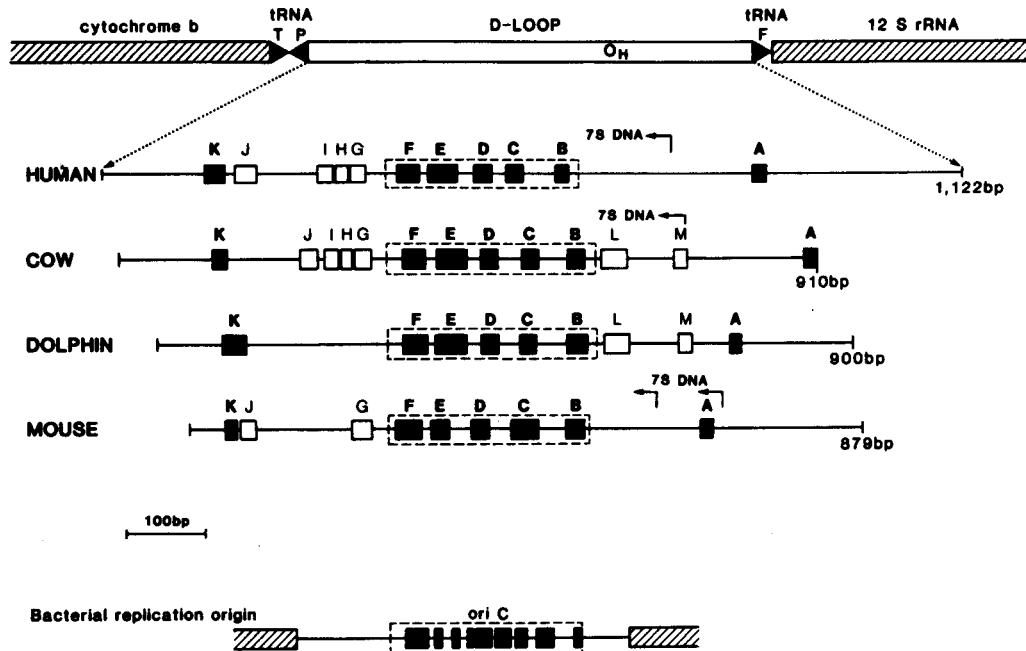 tRNA tRNA
cytochrome b T P D-LOOP F 12 S rRNA
O_H
7S DNA
K J I H G F E D C B A
HUMAN
1,122bp
7S DNA
K J I H G F E D C B L M A
COW
910bp
K F E D C B L M A
DOLPHIN
900bp
7S DNA
K J G F E D C B A
MOUSE
879bp
100bp
Bacterial replication origin ori C